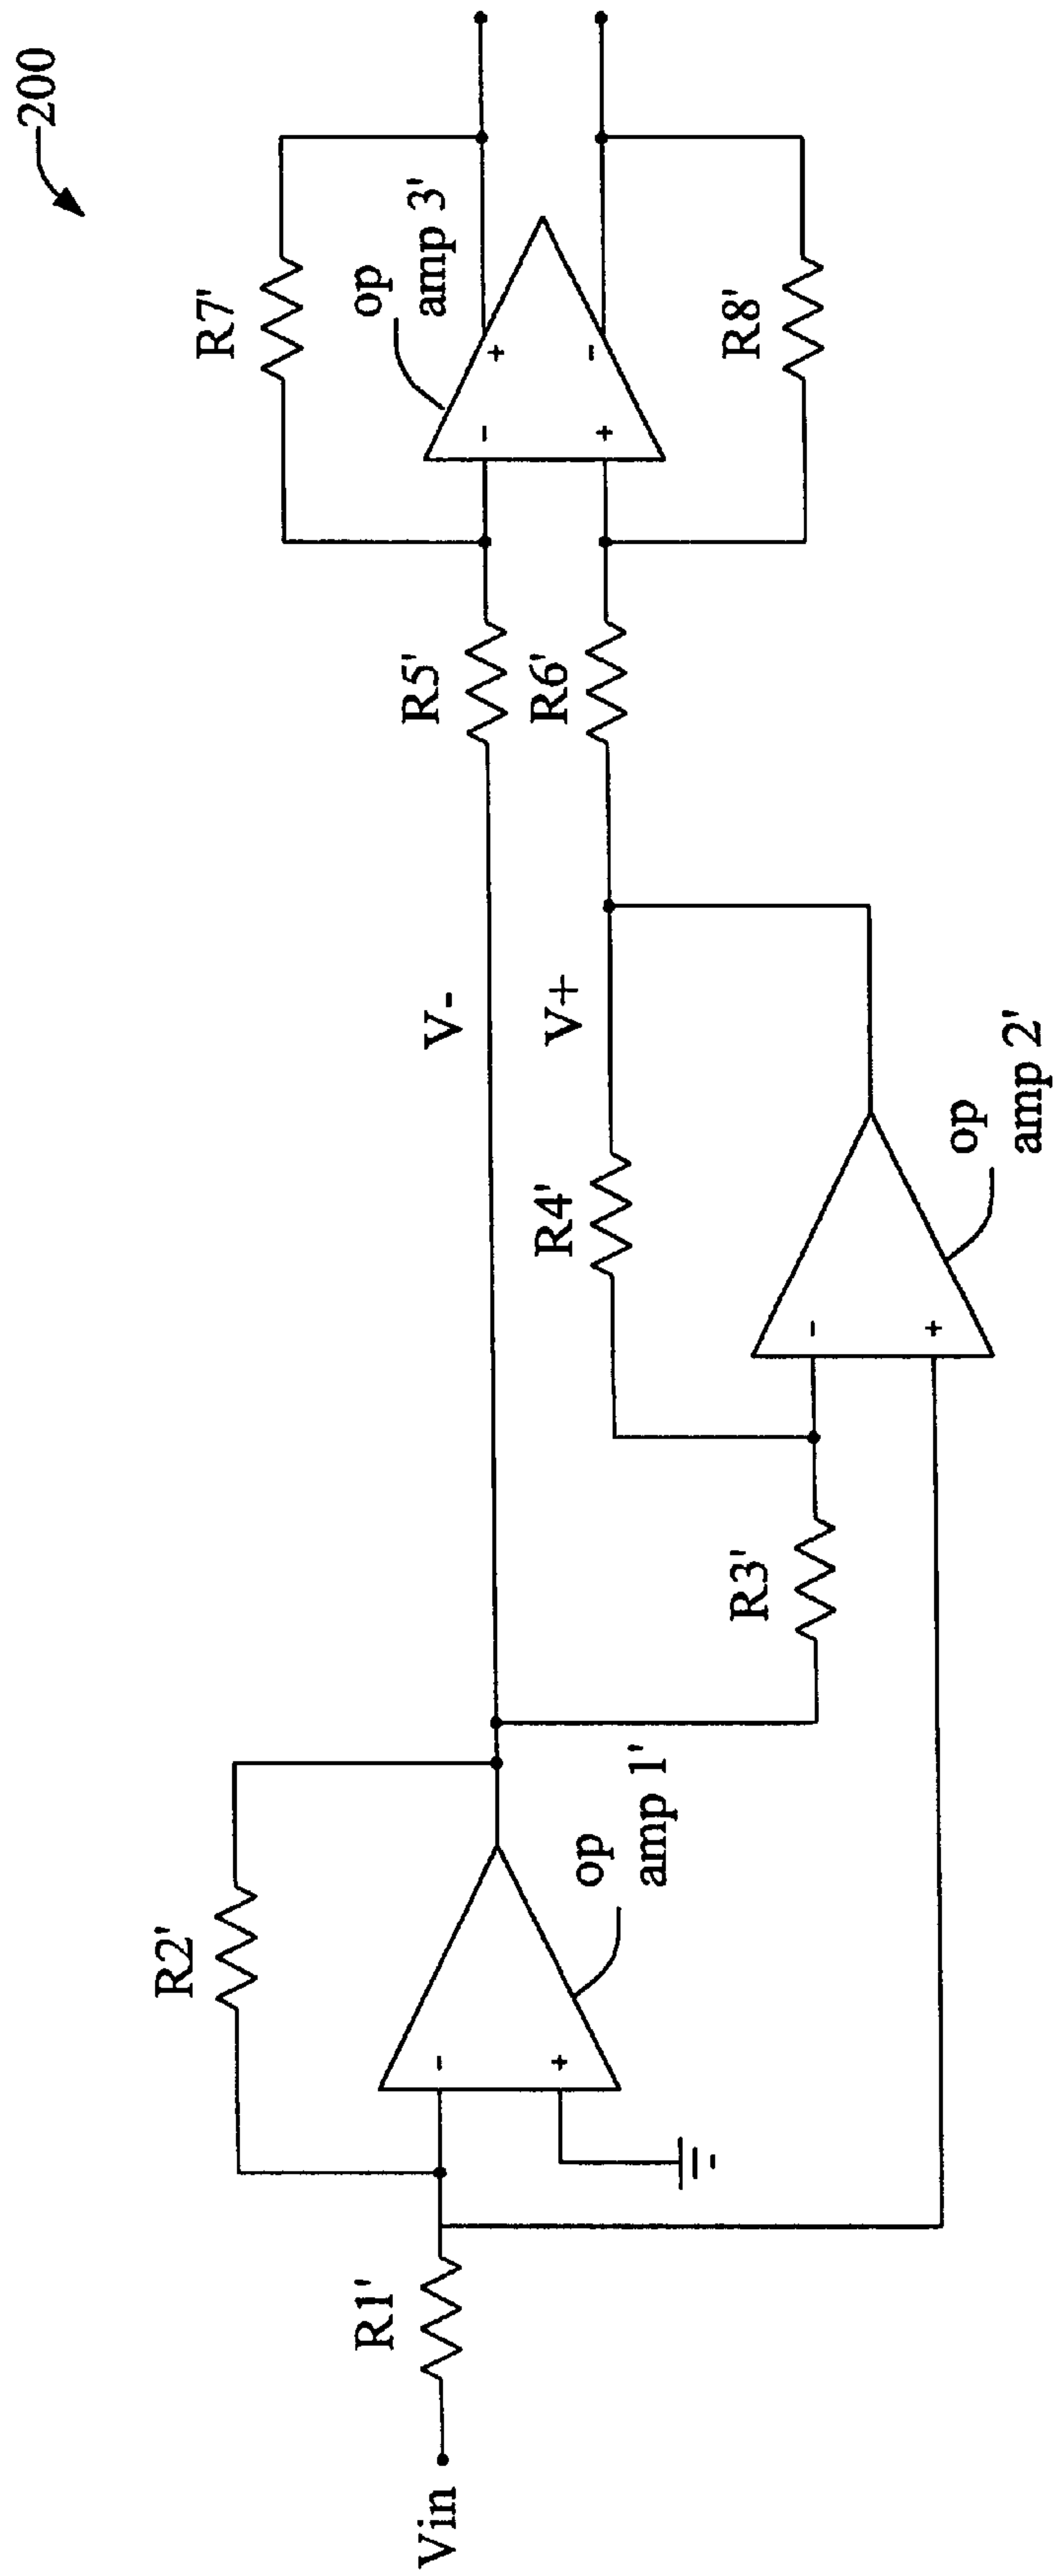 200
R2'
R7'
op
amp 3'
R1'
Vin
-
+
op
amp 1'
V-
R5'
-
+
+
-
V+
R6'
R4'
R3'
R8'
-
+
op
amp 2'